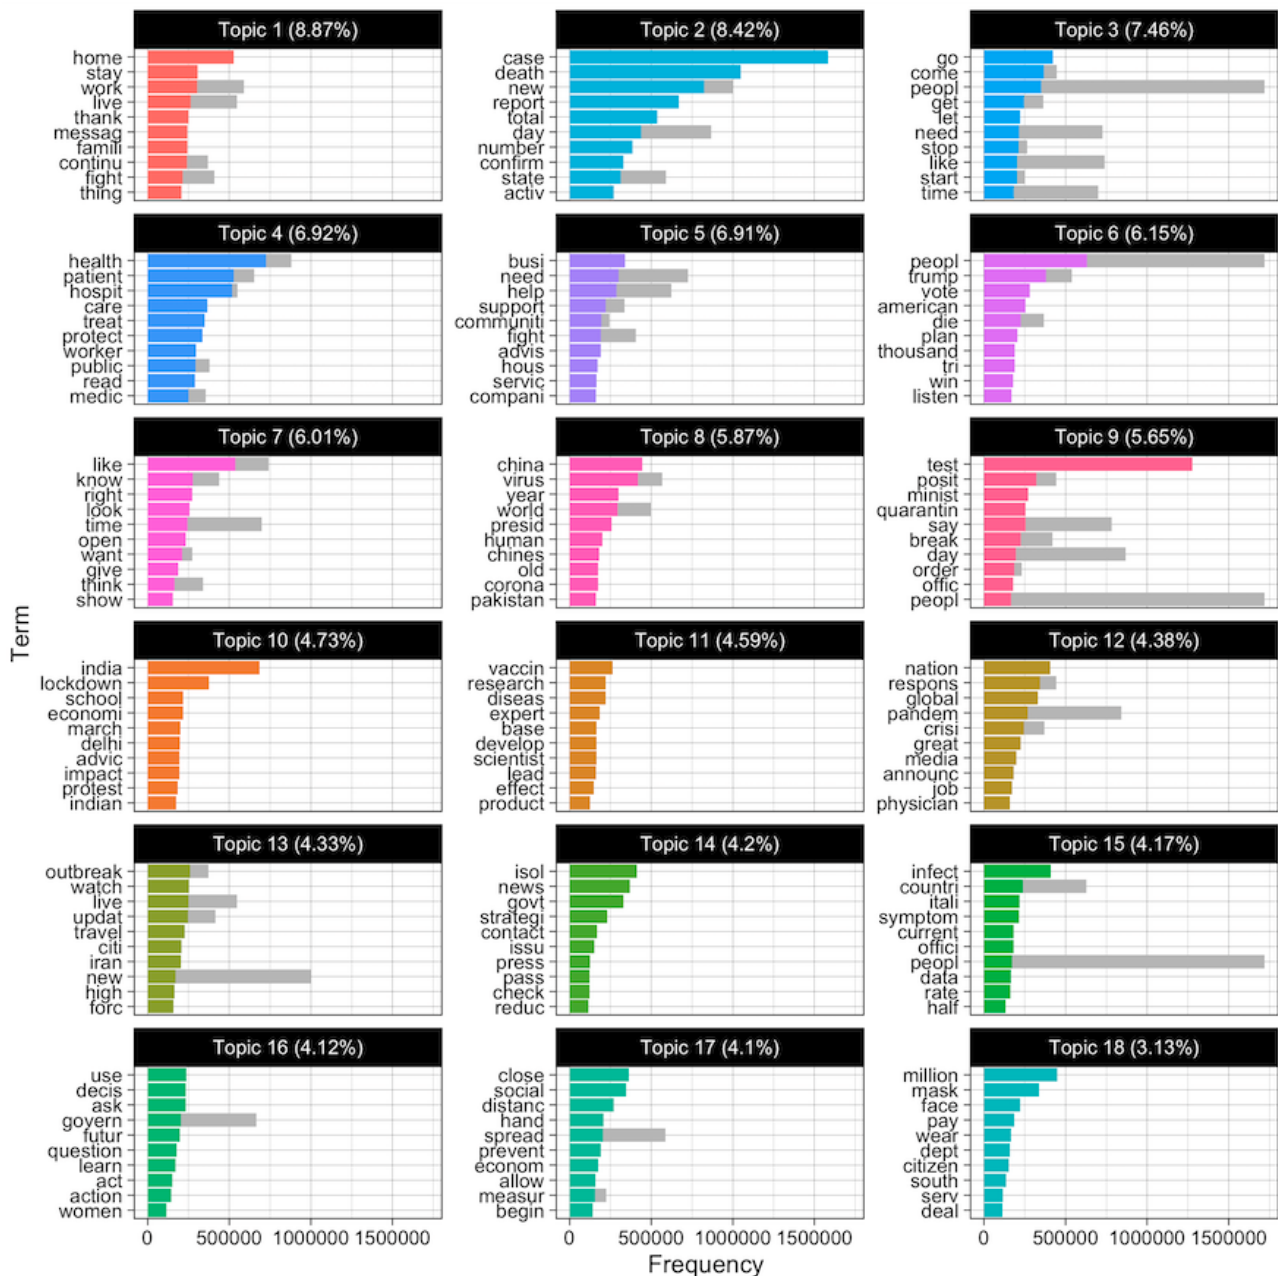 Topic 1 (8.87%)
home
stay
work
live
thank
messag
famili
continu
fight
thing
Topic 2 (8.42%)
case
death
new
report
total
day
number
confirm
state
activ
Topic 3 (7.46%)
go
come
peopl
get
let
need
stop
like
start
time
Topic 4 (6.92%)
health
patient
hospit
care
treat
protect
worker
public
read
medic
Topic 5 (6.91%)
busi
need
help
support
communiti
fight
advis
hous
servic
compani
Topic 6 (6.15%)
peopl
trump
vote
american
die
plan
thousand
tri
win
listen
Topic 7 (6.01%)
like
know
right
look
time
open
want
give
think
show
Topic 8 (5.87%)
china
virus
year
world
presid
human
chines
old
corona
pakistan
Topic 9 (5.65%)
test
posit
minist
quarantin
say
break
day
order
offic
peopl
Term
Topic 10 (4.73%)
india
lockdown
school
economi
march
delhi
advic
impact
protest
indian
Topic 11 (4.59%)
vaccin
research
diseas
expert
base
develop
scientist
lead
effect
product
Topic 12 (4.38%)
nation
respons
global
pandem
crisi
great
media
announc
job
physician
Topic 13 (4.33%)
outbreak
watch
live
updat
travel
citi
iran
new
high
forc
Topic 14 (4.2%)
isol
news
govt
strategi
contact
issu
press
pass
check
reduc
Topic 15 (4.17%)
infect
countri
itali
symptom
current
offici
peopl
data
rate
half
Topic 16 (4.12%)
use
decis
ask
govern
futur
question
learn
act
action
women
Topic 17 (4.1%)
close
social
distanc
hand
spread
prevent
econom
allow
measur
begin
Topic 18 (3.13%)
million
mask
face
pay
wear
dept
citizen
south
serv
deal
0 500000 1000000 1500000
0 500000 1000000 1500000
0 500000 1000000 1500000
Frequency